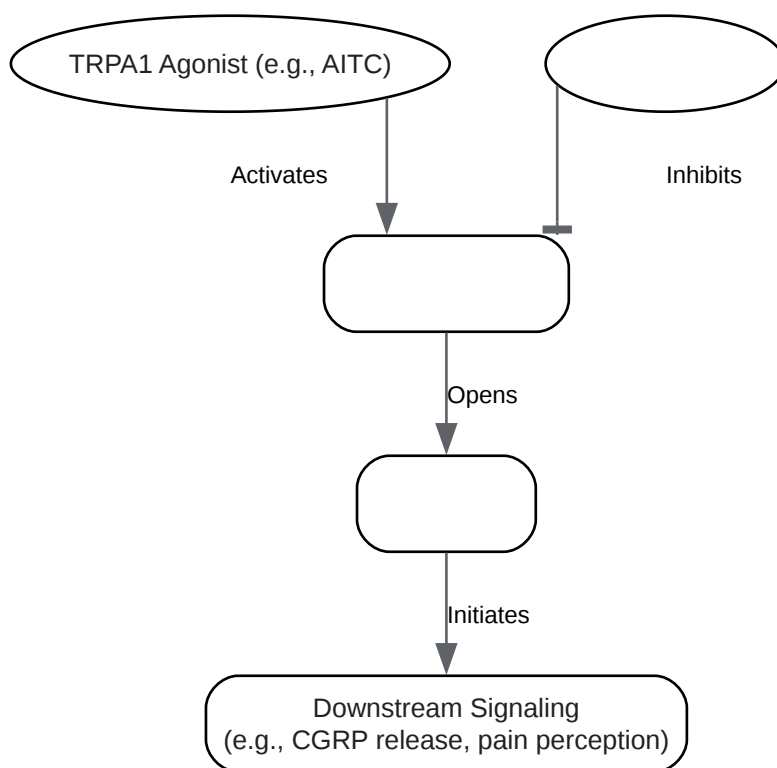 TRPA1 Agonist (e.g., AITC)
Activates
Inhibits
Opens
Initiates
Downstream Signaling
(e.g., CGRP release, pain perception)